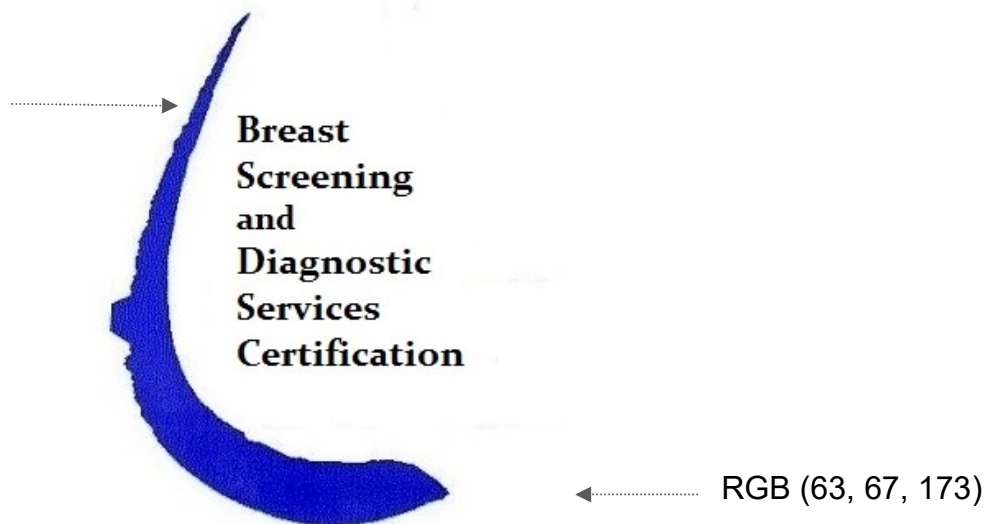 Breast
Screening
and
Diagnostic
Services
Certification
RGB (63, 67, 173)